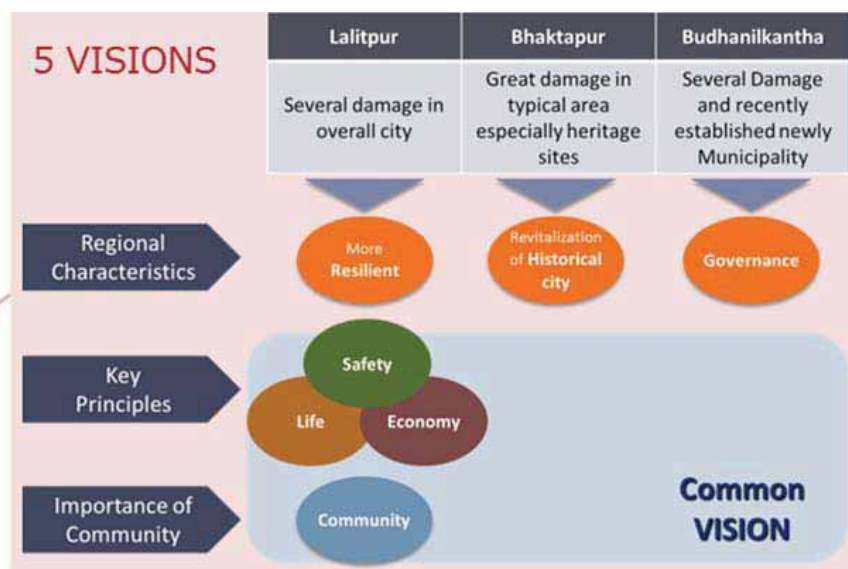 5 VISIONS
Lalitpur
Bhaktapur
Budhanilkantha
Several damage in
overall city
Great damage in
typical area
especially heritage
sites
Several Damage
and recently
established newly
Municipality
Regional
Characteristics
More
Resilient
Revitalization
of Historical
city
Governance
Key
Principles
Safety
Life
Economy
Importance of
Community
Community
Common
VISION